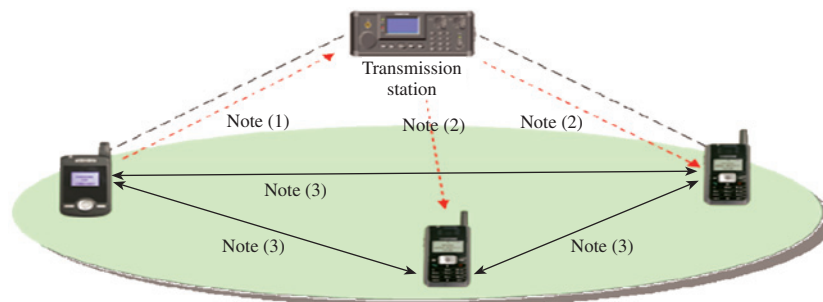 Transmission
station
Note (1)
Note (2)
Note (2)
Note (3)
Note (3)
Note (3)